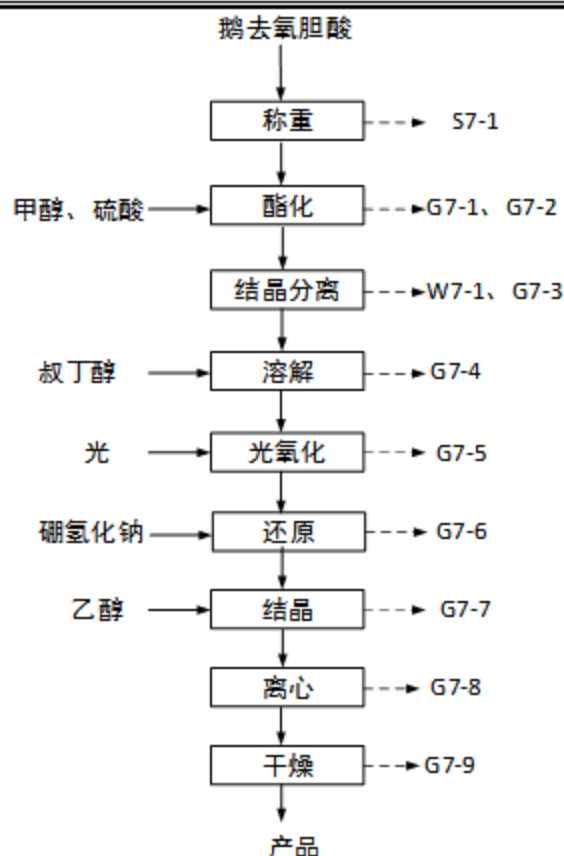 鹅去氧胆酸
称重 S7-1
甲醇、硫酸 酯化 G7-1、G7-2
结晶分离 W7-1、G7-3
叔丁醇 溶解 G7-4
光 光氧化 G7-5
硼氢化钠 还原 G7-6
乙醇 结晶 G7-7
离心 G7-8
干燥 G7-9
产品